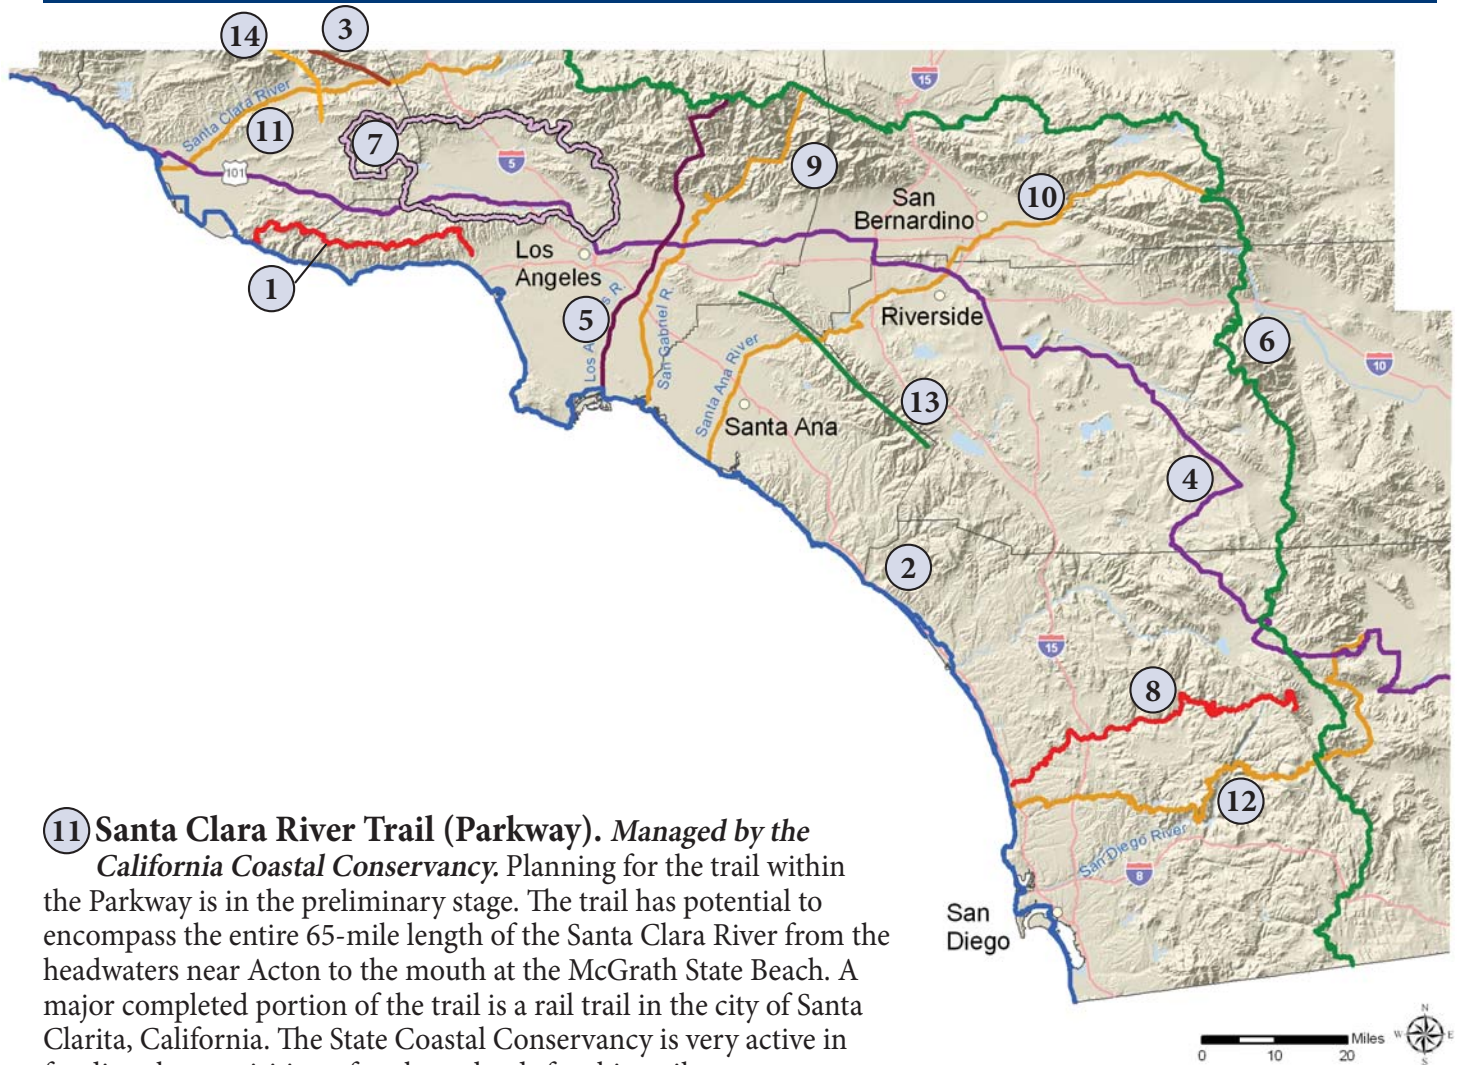 14
3
15
Santa Clara River
11
7
5
9
101
10
San
Bernardino
Los
Angeles
1
5
San Gabriel R.
Riverside
6
10
Santa Ana River
13
Santa Ana
4
2
15
8
12
San Diego River
8
San
Diego
11 Santa Clara River Trail (Parkway). Managed by the
California Coastal Conservancy. Planning for the trail within
the Parkway is in the preliminary stage. The trail has potential to
encompass the entire 65-mile length of the Santa Clara River from the
headwaters near Acton to the mouth at the McGrath State Beach. A
major completed portion of the trail is a rail trail in the city of Santa
Clarita, California. The State Coastal Conservancy is very active in
N
W E
S
Miles
0 10 20